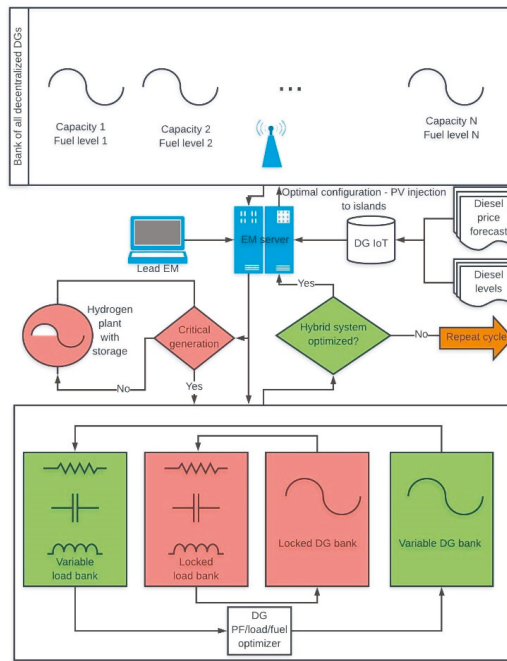 Bank of all decentralized DGs
Capacity 1
Fuel level 1
Capacity 2
Fuel level 2
...
Capacity N
Fuel level N
Optimal configuration - PV injection
to islands
Lead EM
EM server
DG IoT
Diesel
price
forecast
Diesel
levels
Hydrogen
plant
with
storage
Critical
generation
Yes
Hybrid system
optimized?
No
Repeat cycle
No
Yes
Variable
load bank
Locked
load bank
Locked DG bank
Variable DG bank
DG
PF/load/fuel
optimizer